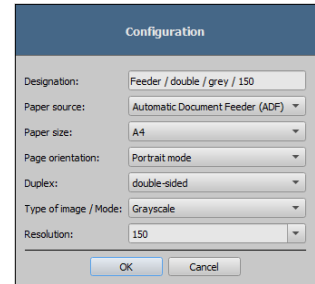 Configuration
Designation: Feeder / double / grey / 150
Paper source: Automatic Document Feeder (ADF)
Paper size: A4
Page orientation: Portrait mode
Duplex: double-sided
Type of image / Mode: Grayscale
Resolution: 150
OK Cancel